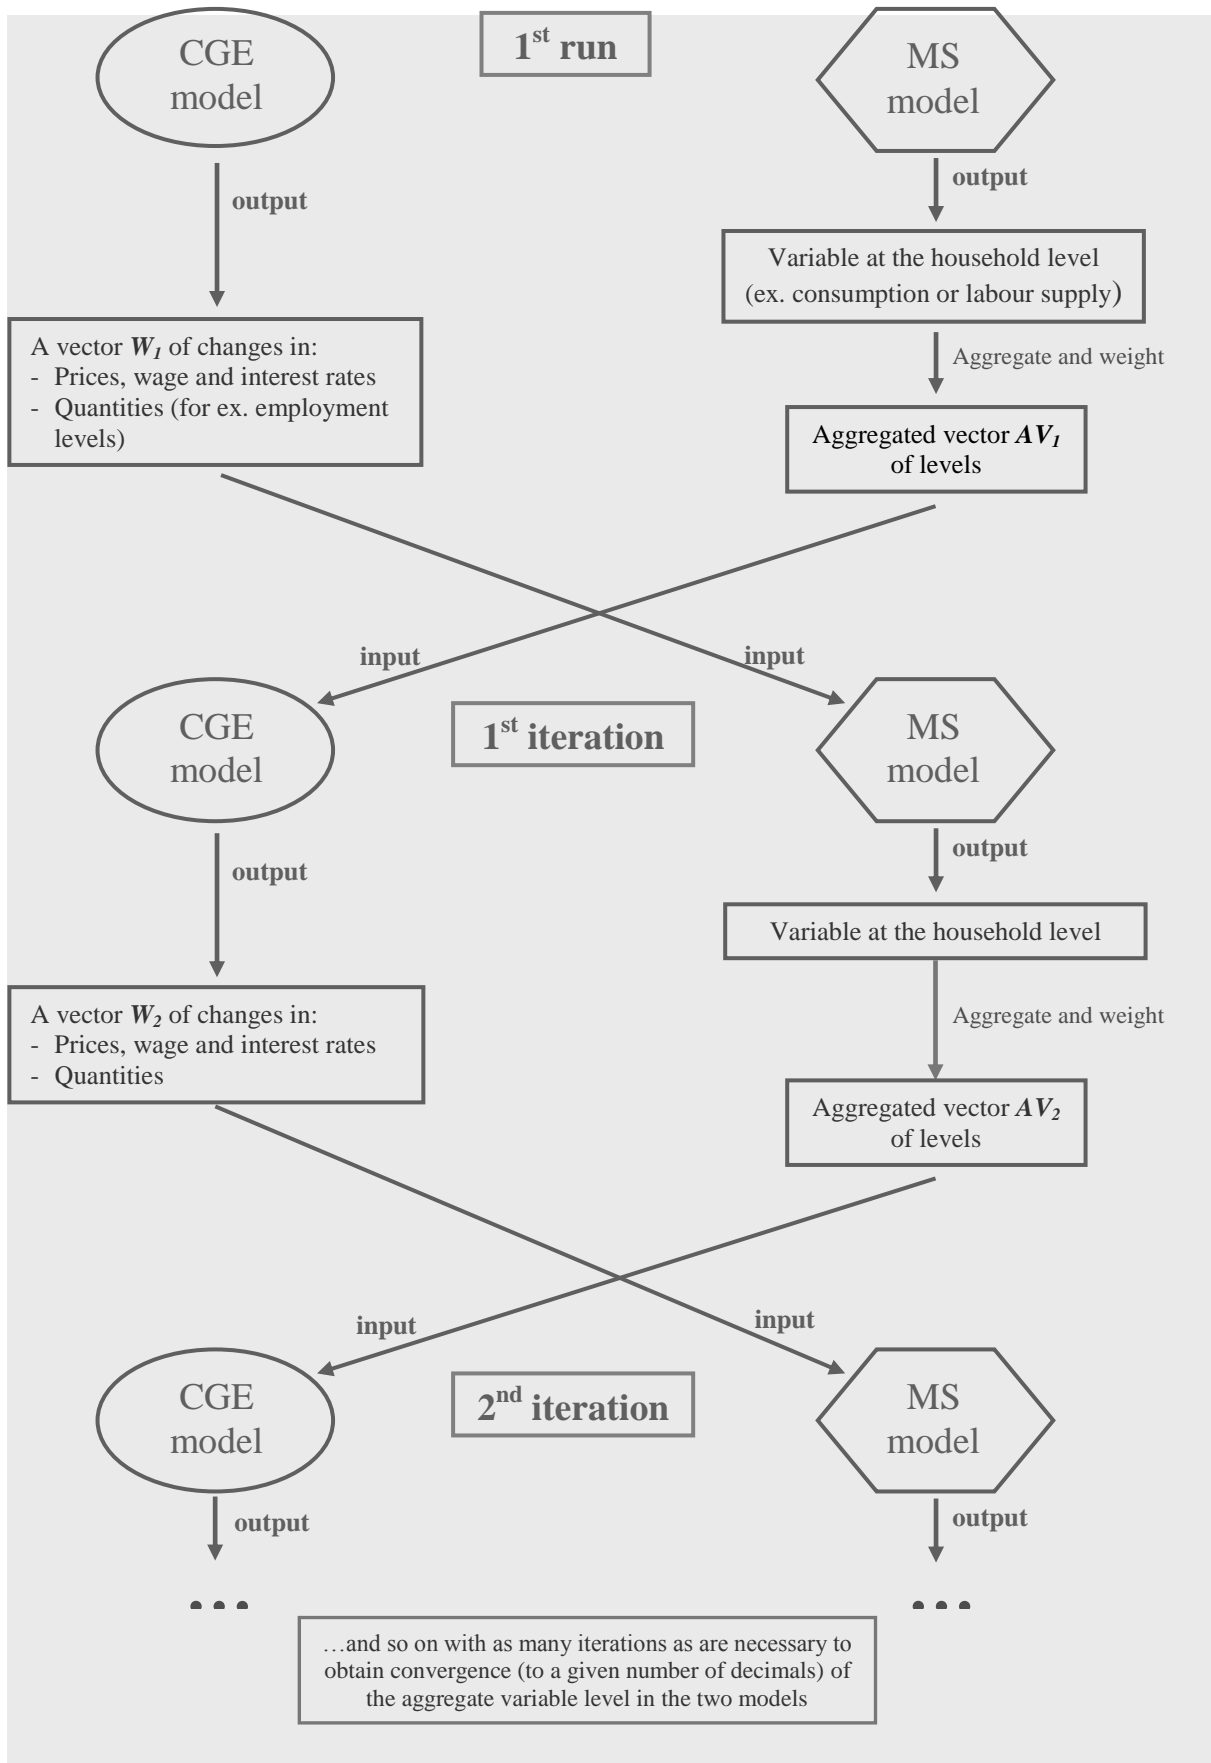 CGE
model
1st run
MS
model
output
output
Variable at the household level
(ex. consumption or labour supply)
A vector W1 of changes in:
- Prices, wage and interest rates
- Quantities (for ex. employment
levels)
Aggregate and weight
Aggregated vector AV1
of levels
input
input
CGE
model
1st iteration
MS
model
output
output
Variable at the household level
A vector W2 of changes in:
- Prices, wage and interest rates
- Quantities
Aggregate and weight
Aggregated vector AV2
of levels
input
input
CGE
model
2nd iteration
MS
model
output
output
...
...
…and so on with as many iterations as are necessary to
obtain convergence (to a given number of decimals) of
the aggregate variable level in the two models